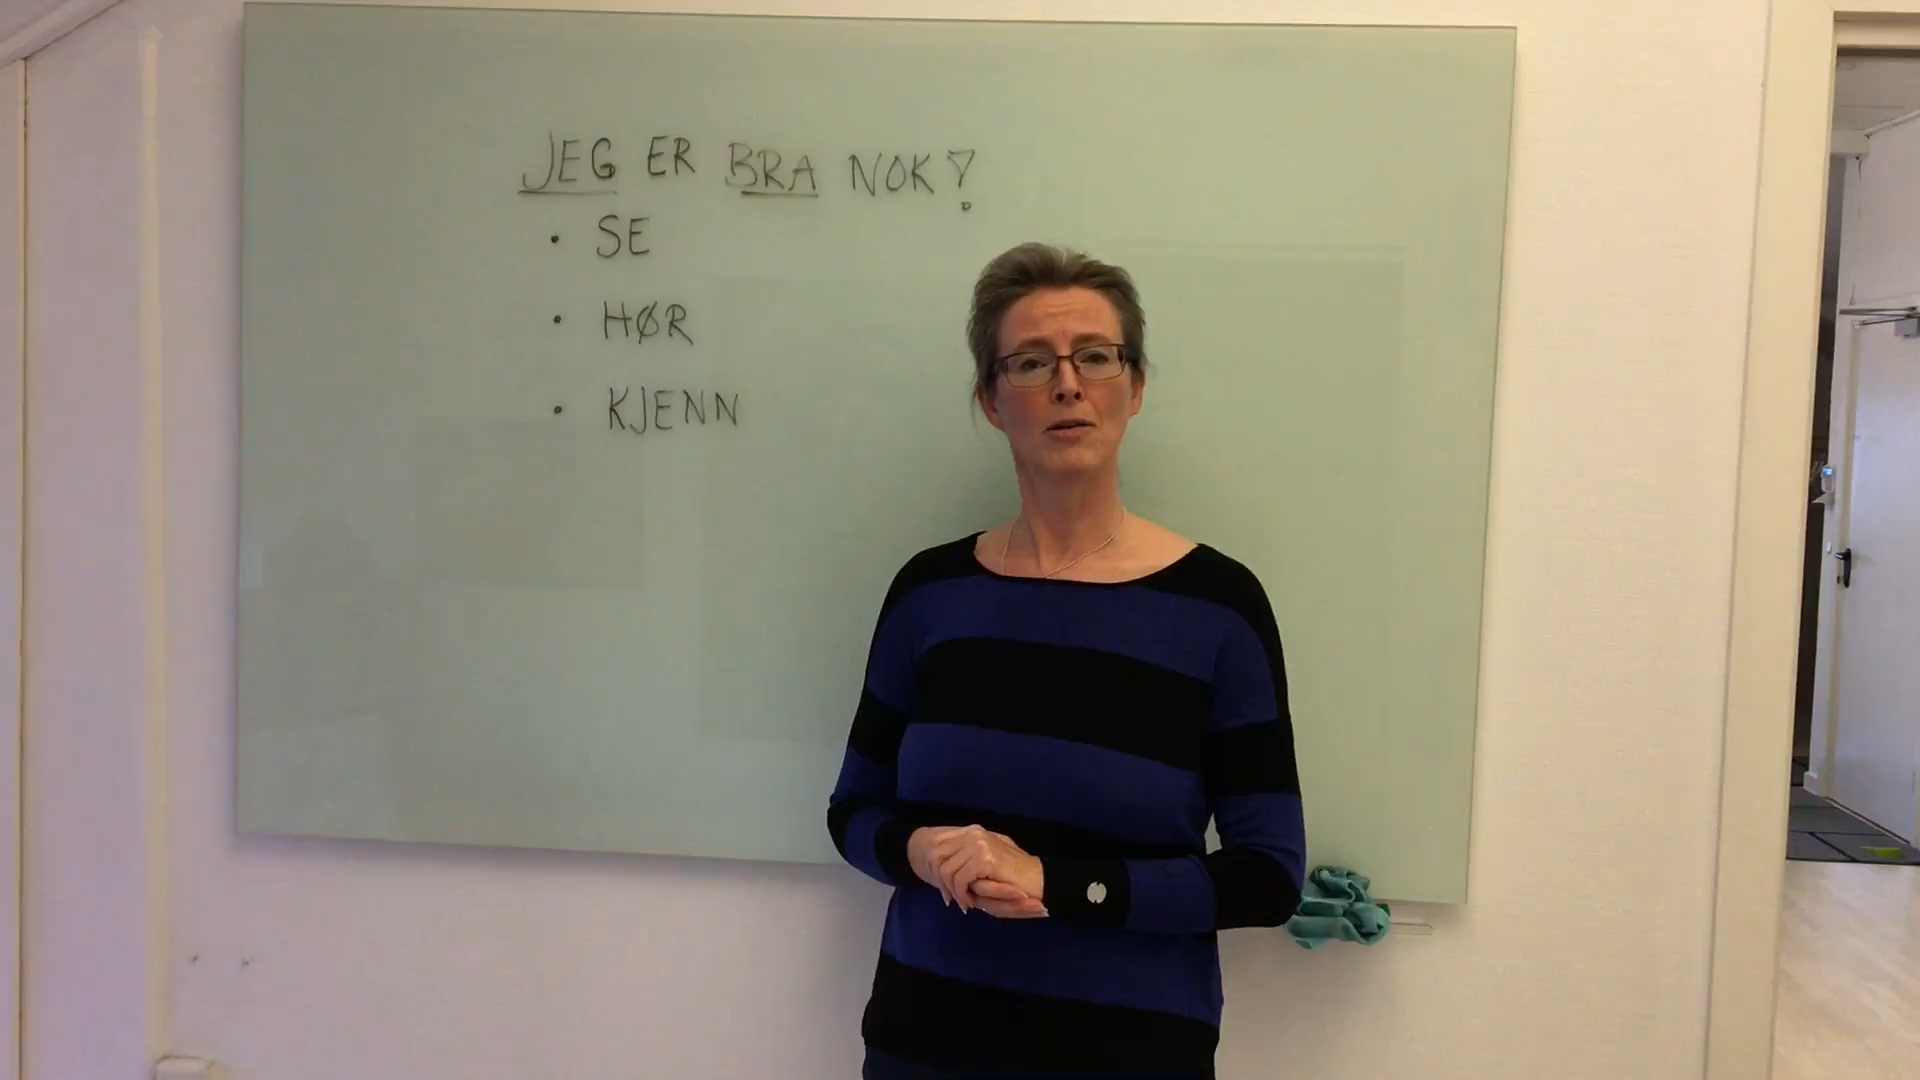 JEG ER BRA NOK!
• SE
• HØR
• KJENN